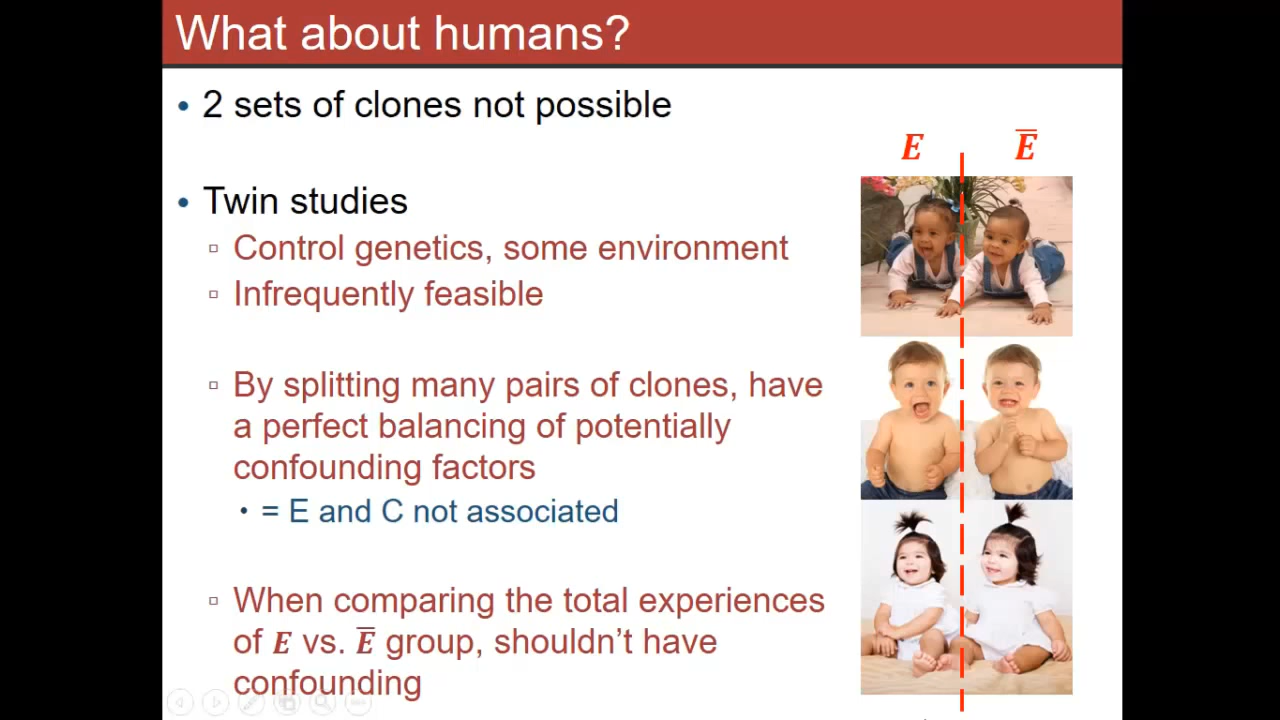 What about humans?
• 2 sets of clones not possible
E E̅
• Twin studies
▫ Control genetics, some environment
▫ Infrequently feasible
▫ By splitting many pairs of clones, have
a perfect balancing of potentially
confounding factors
• = E and C not associated
▫ When comparing the total experiences
of E vs. E̅ group, shouldn’t have
confounding